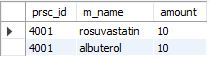 prsc_id m_name amount
4001 rosuvastatin 10
4001 albuterol 10